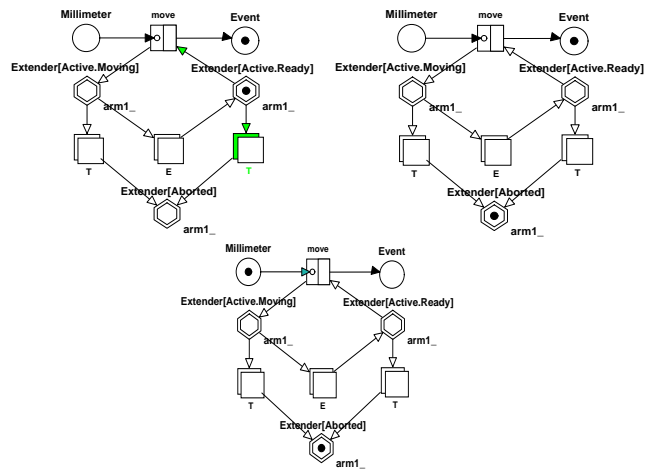 Millimeter move Event
Extender[Active.Moving] Extender[Active.Ready]
arm1_ arm1_
T E T
Extender[Aborted]
arm1_
Millimeter move Event
Extender[Active.Moving] Extender[Active.Ready]
arm1_ arm1_
T E T
Extender[Aborted]
arm1_
Millimeter move Event
Extender[Active.Moving] Extender[Active.Ready]
arm1_ arm1_
T E T
Extender[Aborted]
arm1_